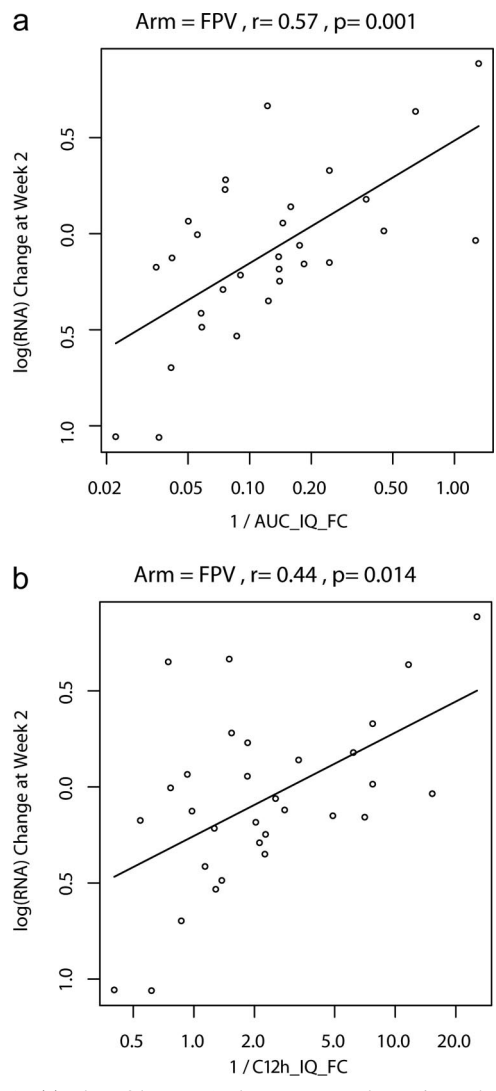 a
Arm = FPV , r= 0.57 , p= 0.001
log(RNA) Change at Week 2
0.5
0.0
0.5
1.0
0.02 0.05 0.10 0.20 0.50 1.00
1 / AUC_IQ_FC
b
Arm = FPV , r= 0.44 , p= 0.014
log(RNA) Change at Week 2
0.5
0.0
0.5
1.0
0.5 1.0 2.0 5.0 10.0 20.0
1 / C12h_IQ_FC